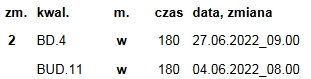 zm. kwal. m. czas data, zmiana
2 BD.4 w 180 27.06.2022_09.00
BUD.11 w 180 04.06.2022_08.00